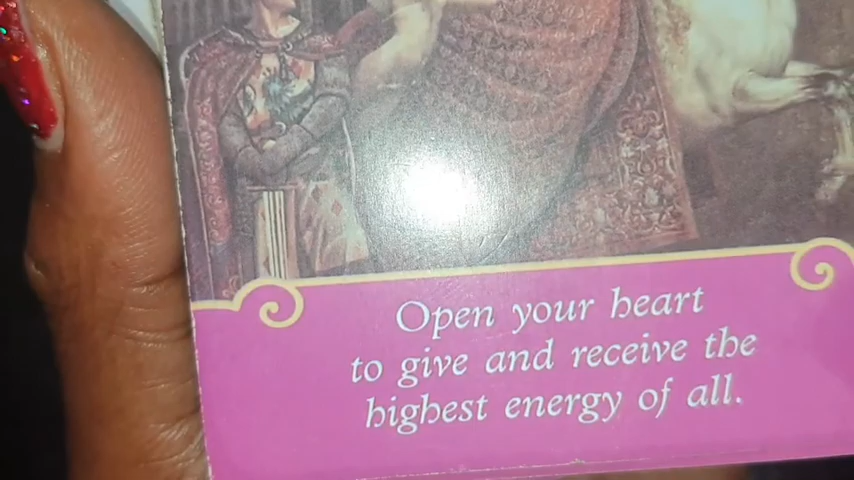 Open your heart
to give and receive the
highest energy of all.